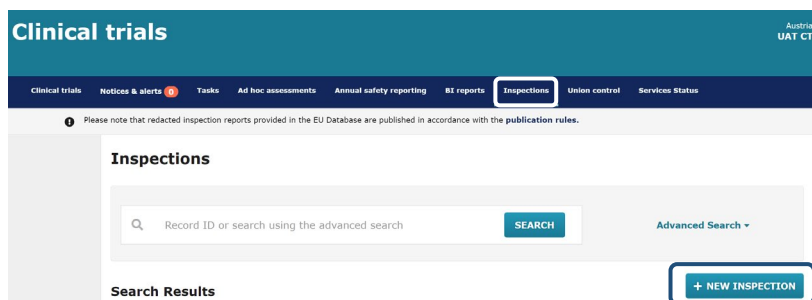 Clinical trials
Austria
UAT CT
Clinical trials Notices & alerts 0 Tasks Ad hoc assessments Annual safety reporting BI reports Inspections Union control Services Status
Please note that redacted inspection reports provided in the EU Database are published in accordance with the publication rules.
Inspections
Record ID or search using the advanced search SEARCH Advanced Search
Search Results + NEW INSPECTION